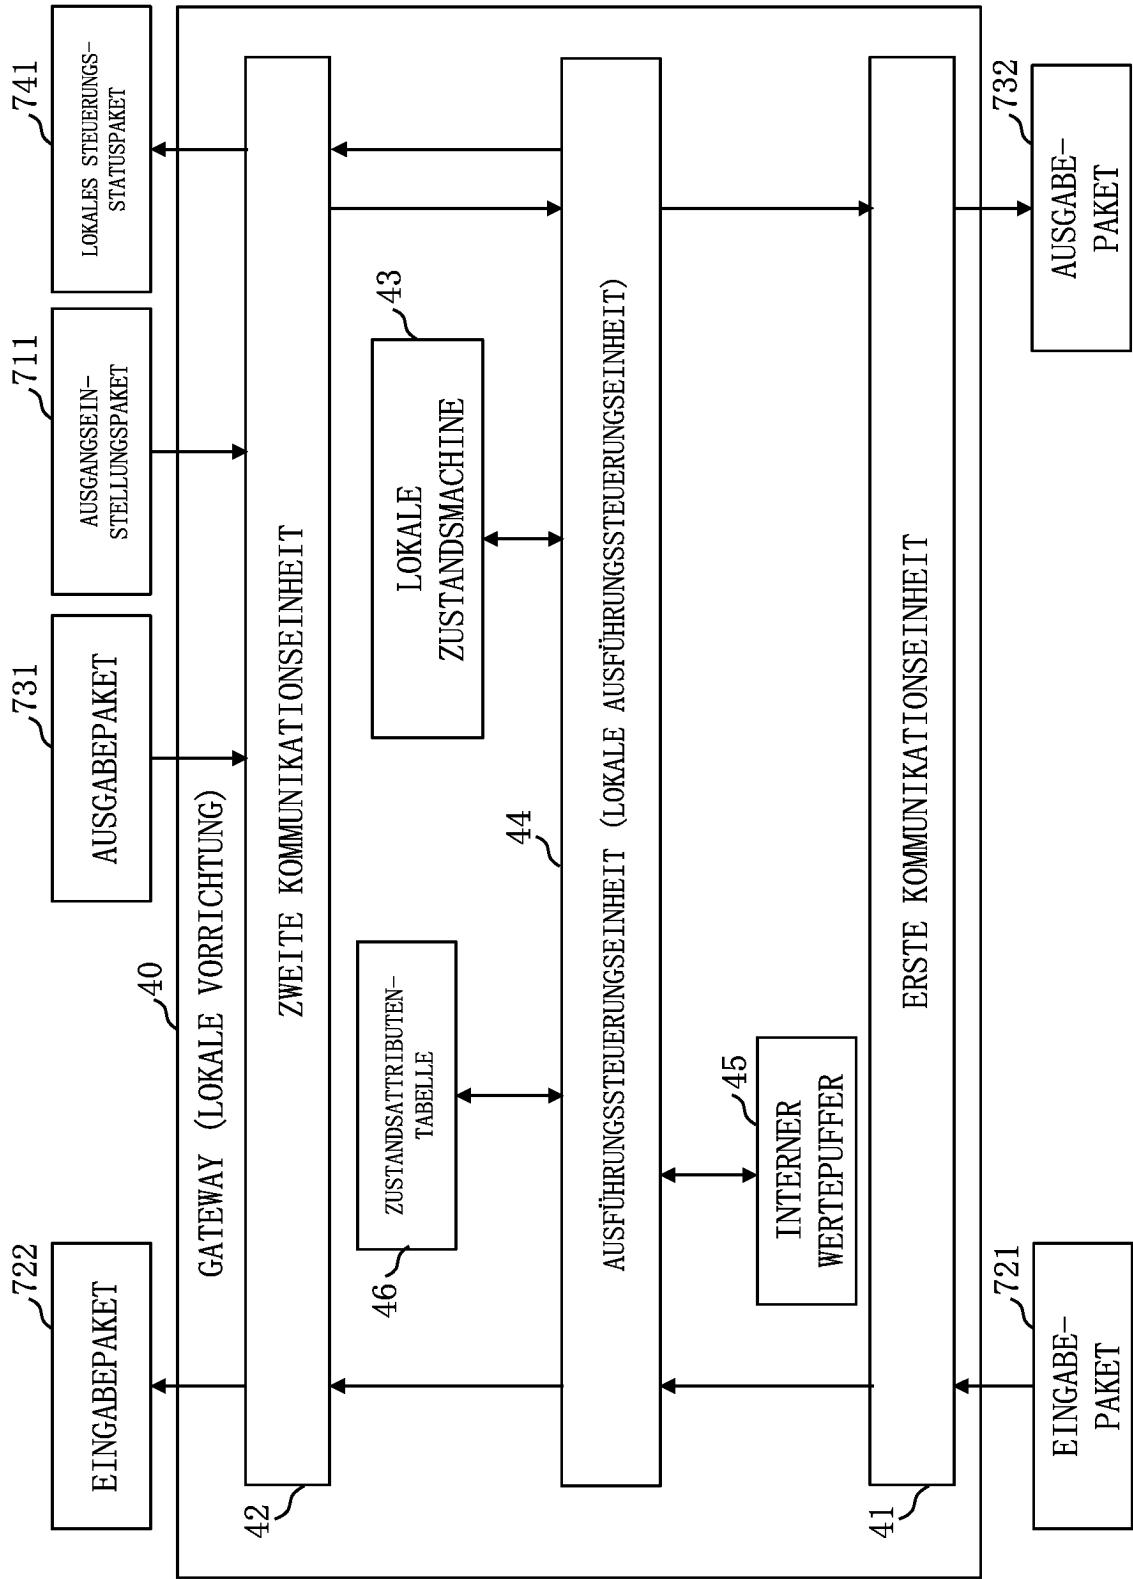 722
EINGABEPAKET
731
AUSGABEPAKET
711
AUSGANGSEIN-
STELLUNGSPAKET
741
LOKALES STEUERUNGS-
STATUSPAKET
40
GATEWAY (LOKALE VORRICHTUNG)
42
ZWEITE KOMMUNIKATIONSEINHEIT
46
ZUSTANDSATTRIBUTEN-
TABELLE
43
LOKALE
ZUSTANDSMACHINE
44
AUSFÜHRUNGSSTEUERUNGSEINHEIT (LOKALE AUSFÜHRUNGSSTEUERUNGSEINHEIT)
45
INTERNER
WERTEPUFFER
41
ERSTE KOMMUNIKATIONSEINHEIT
721
EINGABE-
PAKET
732
AUSGABE-
PAKET